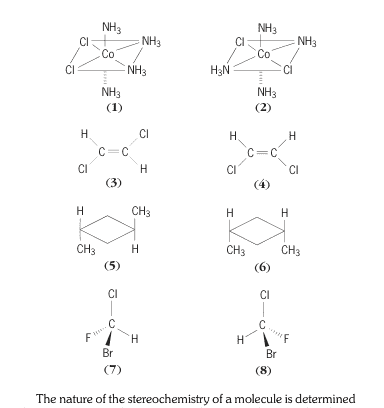 NH3 NH3
Cl NH3 Cl NH3
Co Co
Cl NH3 H3N Cl
NH3 NH3
(1) (2)
H Cl H H
C=C C=C
Cl H Cl Cl
(3) (4)
H CH3 H H
CH3 H CH3 CH3
(5) (6)
Cl Cl
C C
F H H F
Br Br
(7) (8)
The nature of the stereochemistry of a molecule is determined